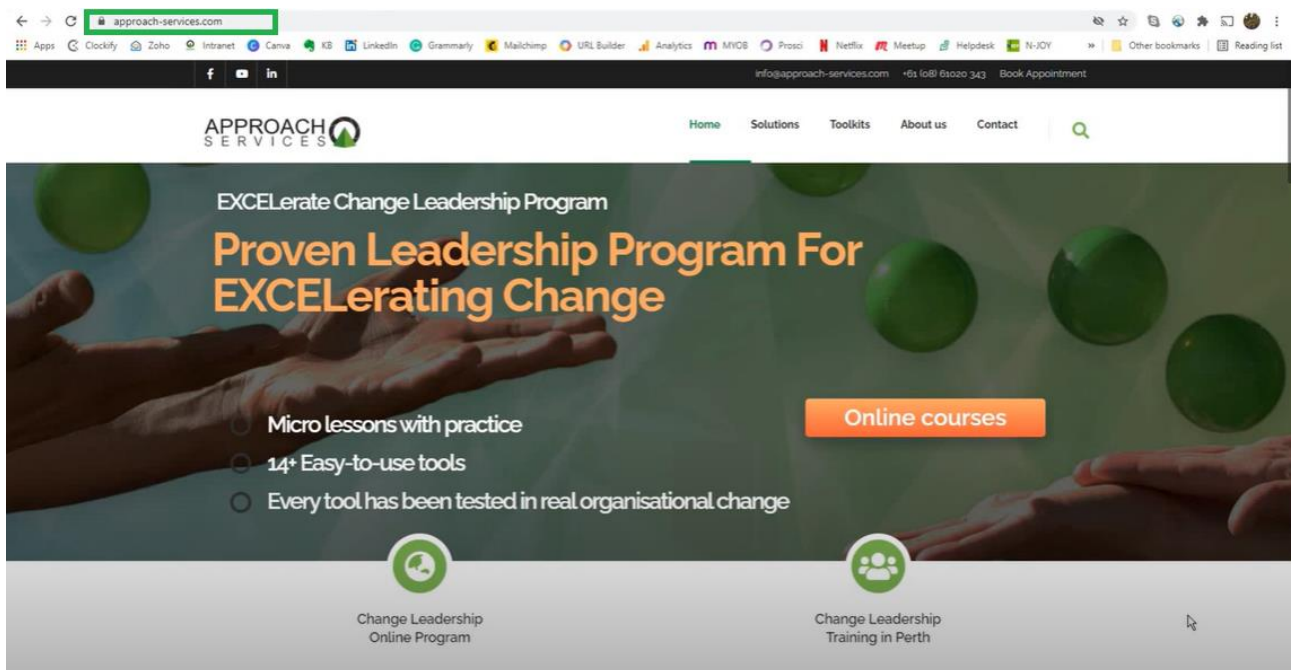 approach-services.com
Apps Clockify Zoho Intranet Canva KB LinkedIn Grammarly Mailchimp URL Builder Analytics MYOB Prosci Netflix Meetup Helpdesk N-JOY » Other bookmarks Reading list
info@approach-services.com +61 (08) 61020 343 Book Appointment
APPROACH
SERVICES
Home Solutions Toolkits About us Contact
EXCELerate Change Leadership Program
Proven Leadership Program For
EXCELerating Change
Micro lessons with practice
Online courses
14+ Easy-to-use tools
Every tool has been tested in real organisational change
Change Leadership
Online Program
Change Leadership
Training in Perth